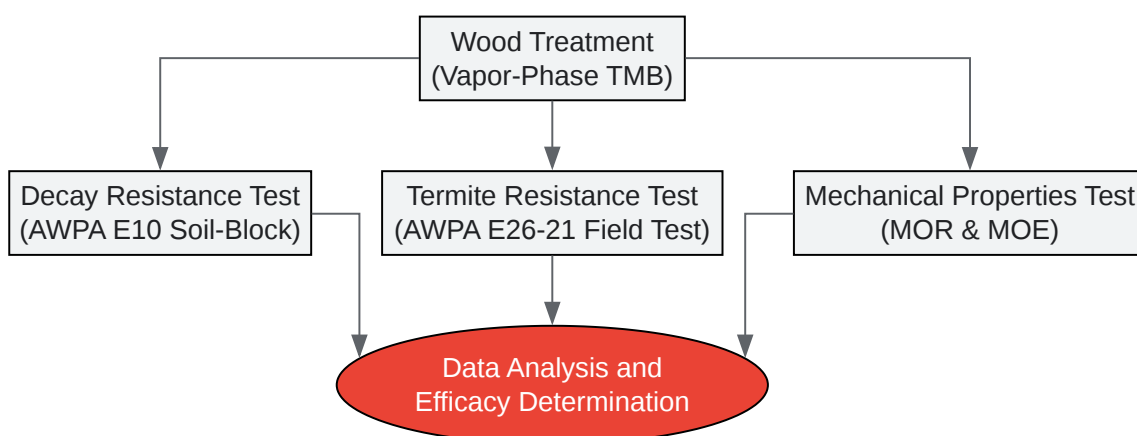 Wood Treatment
(Vapor-Phase TMB)
Decay Resistance Test
(AWPA E10 Soil-Block)
Termite Resistance Test
(AWPA E26-21 Field Test)
Mechanical Properties Test
(MOR & MOE)
Data Analysis and
Efficacy Determination